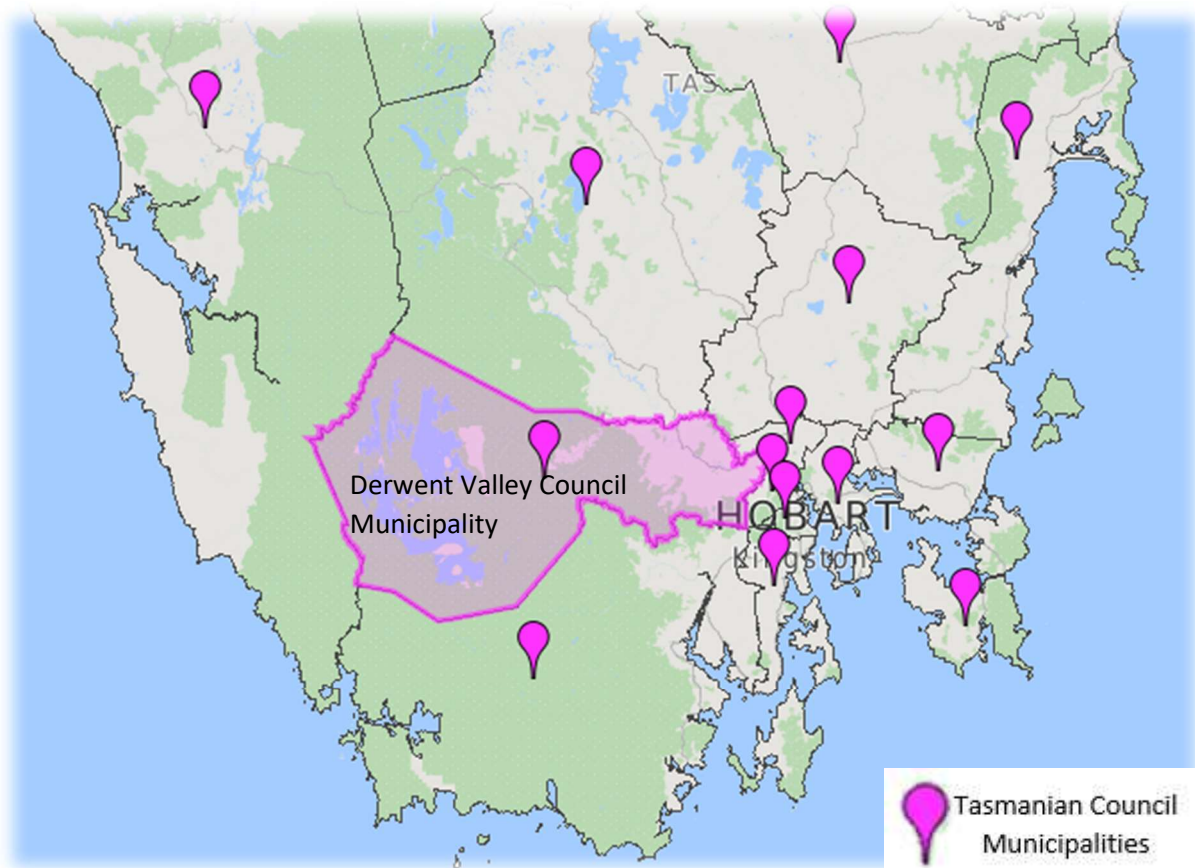 TAS
Derwent Valley Council
Municipality
HOBART
Kingston
Tasmanian Council
Municipalities